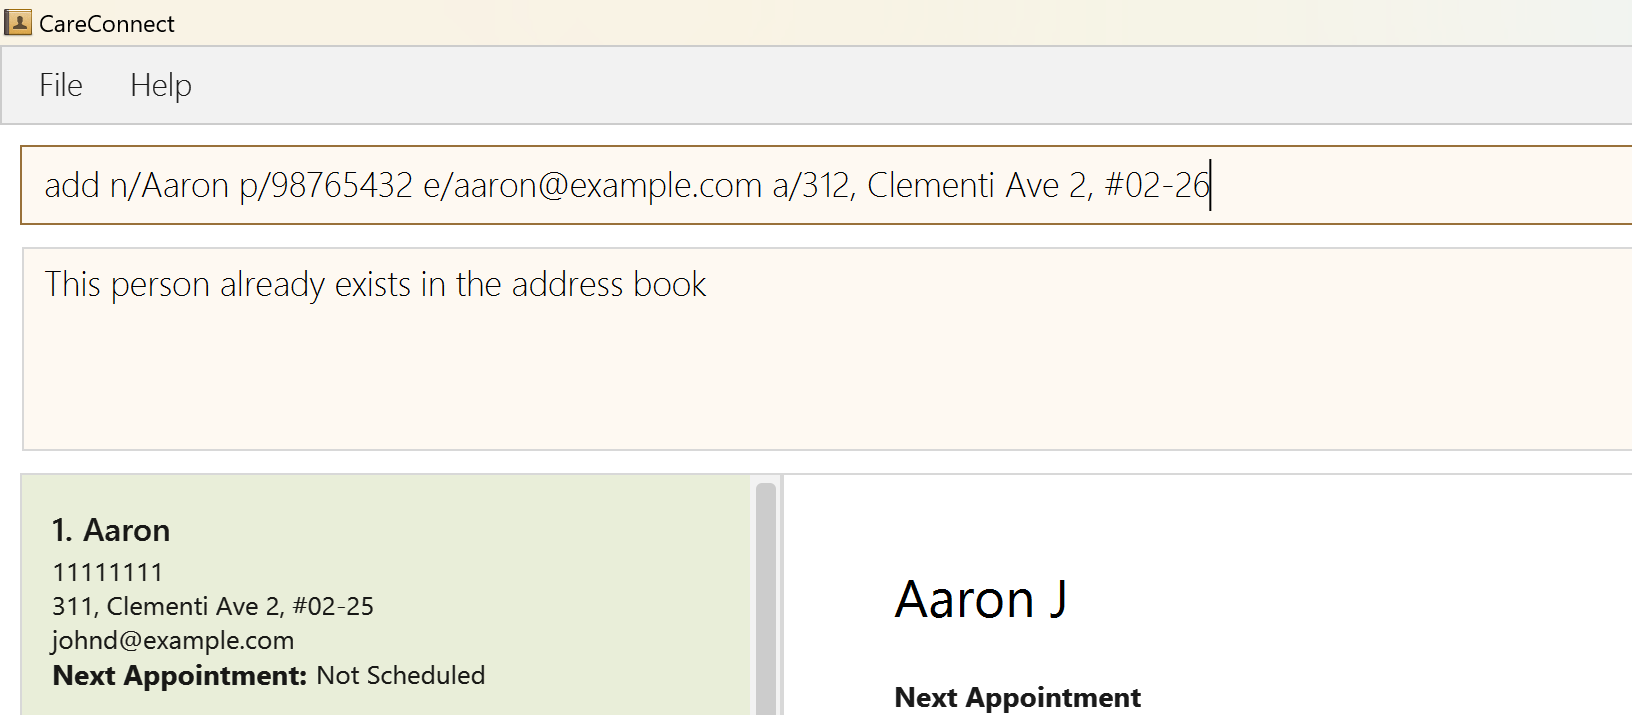 CareConnect
File Help
add n/Aaron p/98765432 e/aaron@example.com a/312, Clementi Ave 2, #02-26
This person already exists in the address book
1. Aaron
11111111
311, Clementi Ave 2, #02-25
johnd@example.com
Next Appointment: Not Scheduled
Aaron J
Next Appointment